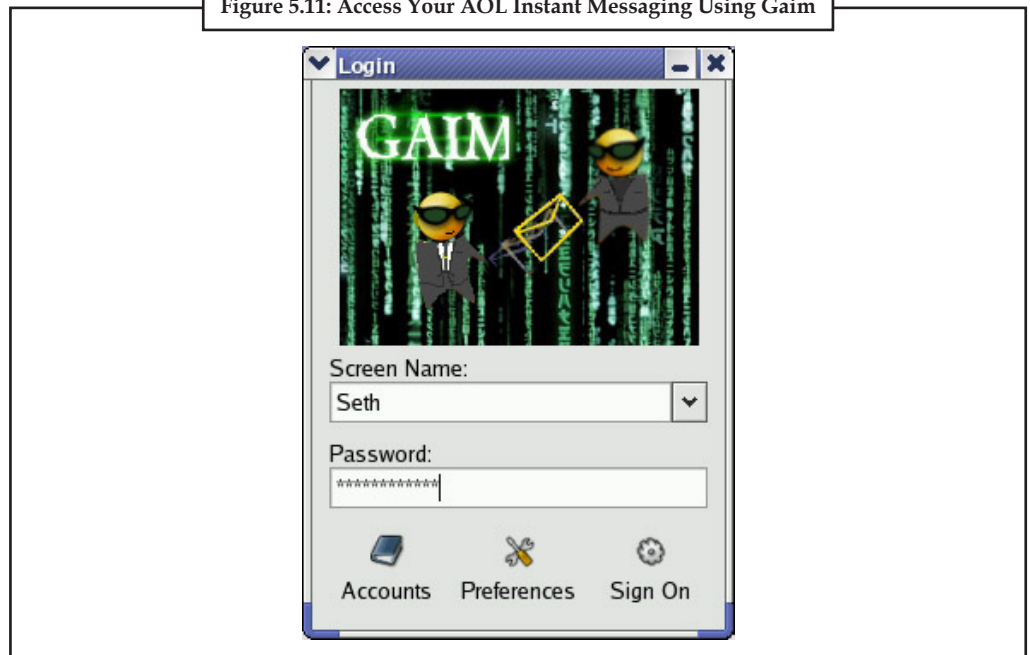 Figure 5.11: Access Your AOL Instant Messaging Using Gaim
Login
GAIM
Screen Name:
Seth
Password:
************
Accounts Preferences Sign On